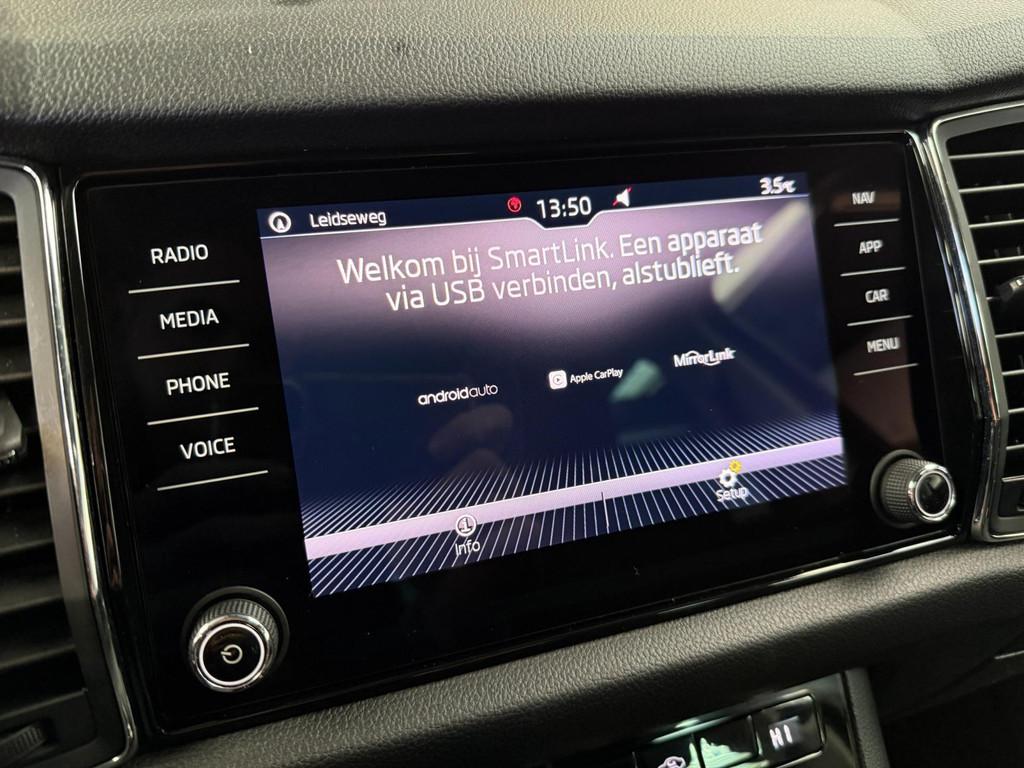 Leidseweg
13:50
3.5°C
RADIO
MEDIA
PHONE
VOICE
Welkom bij SmartLink. Een apparaat
via USB verbinden, alstublieft.
androidauto
Apple CarPlay
MirrorLink
Info
Setup
NAV
APP
CAR
MENU
HI